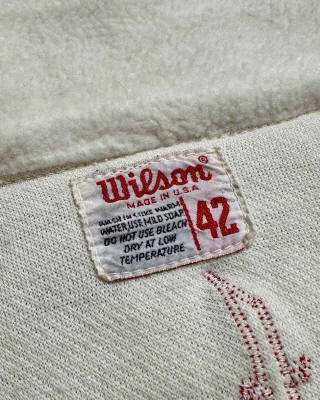 Wilson®
MADE IN U.S.A.
WASH IN LUKE WARM
WATER, USE MILD SOAP
DO NOT USE BLEACH
DRY AT LOW
TEMPERATURE
42